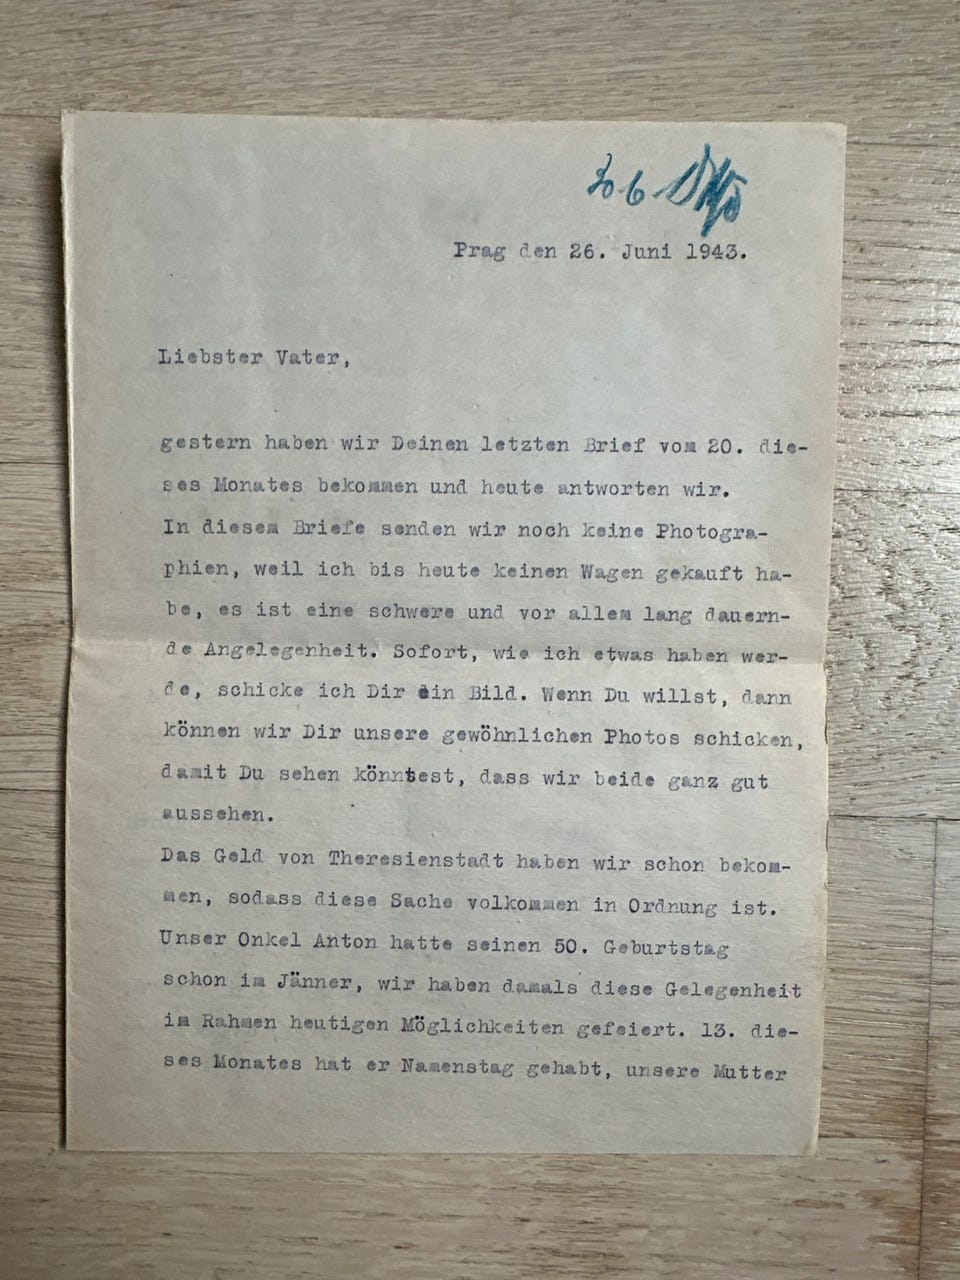 26. 6
Prag den 26. Juni 1943.
Liebster Vater,
gestern haben wir Deinen letzten Brief vom 20. die-
ses Monates bekommen und heute antworten wir.
In diesem Briefe senden wir noch keine Photogra-
phien, weil ich bis heute keinen Wagen gekauft ha-
be, es ist eine schwere und vor allem lang dauern-
de Angelegenheit. Sofort, wie ich etwas haben wer-
de, schicke ich Dir ein Bild. Wenn Du willst, dann
können wir Dir unsere gewöhnlichen Photos schicken,
damit Du sehen könntest, dass wir beide ganz gut
aussehen.
Das Geld von Theresienstadt haben wir schon bekom-
men, sodass diese Sache volkommen in Ordnung ist.
Unser Onkel Anton hatte seinen 50. Geburtstag
schon im Jänner, wir haben damals diese Gelegenheit
im Rahmen heutigen Möglichkeiten gefeiert. 13. die-
ses Monates hat er Namenstag gehabt, unsere Mutter